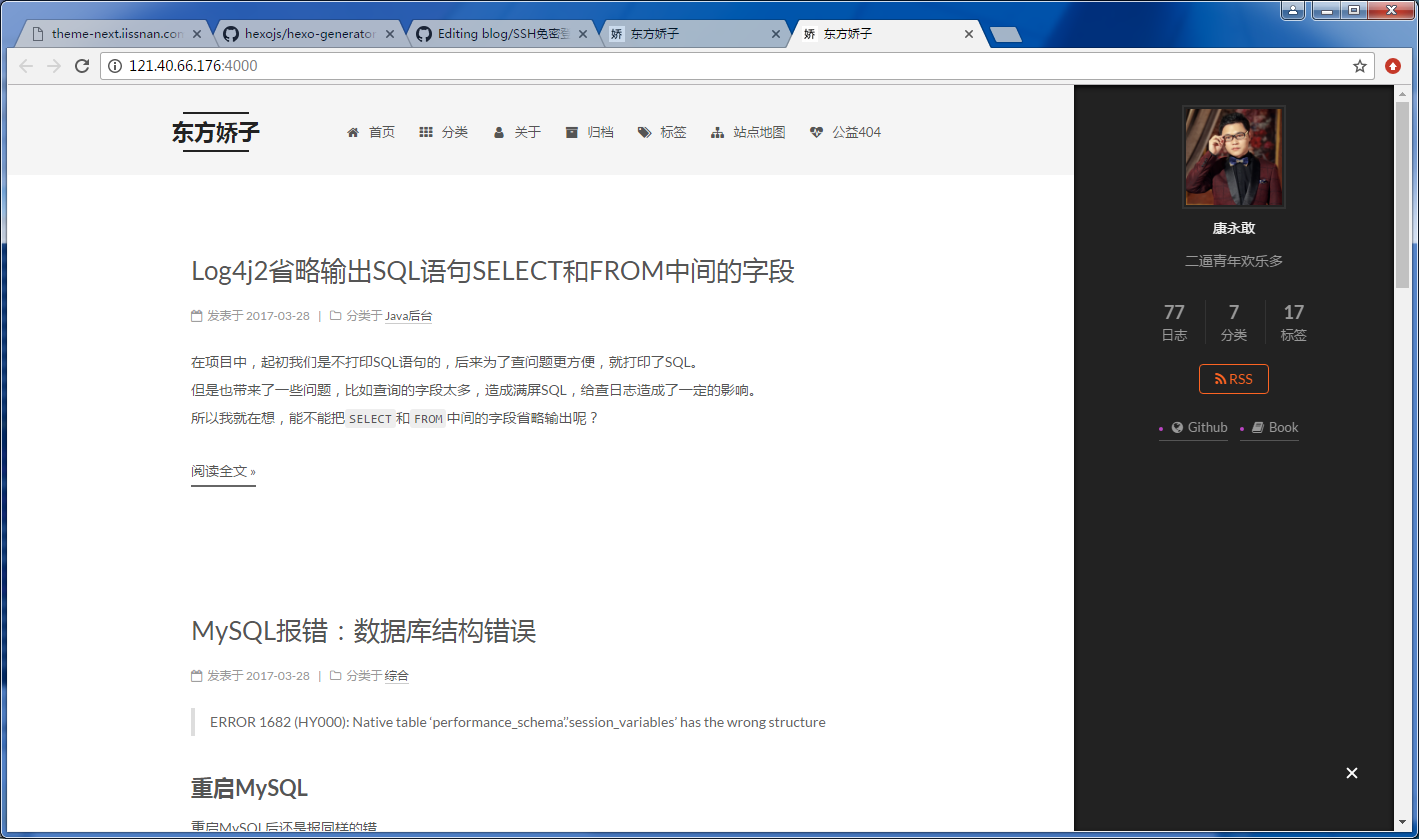 theme-next.iissnan.con
hexojs/hexo-generator
Editing blog/SSH免密登
娇 东方娇子
娇 东方娇子
121.40.66.176:4000
东方娇子
首页
分类
关于
归档
标签
站点地图
公益404
Log4j2省略输出SQL语句SELECT和FROM中间的字段
发表于 2017-03-28 | 分类于 Java后台
在项目中，起初我们是不打印SQL语句的，后来为了查问题更方便，就打印了SQL。
但是也带来了一些问题，比如查询的字段太多，造成满屏SQL，给查日志造成了一定的影响。
所以我就在想，能不能把 SELECT 和 FROM 中间的字段省略输出呢？
阅读全文 »
MySQL报错：数据库结构错误
发表于 2017-03-28 | 分类于 综合
ERROR 1682 (HY000): Native table ‘performance_schema’.’session_variables’ has the wrong structure
重启MySQL
重启MySQL后还是报同样的错
康永敢
二逼青年欢乐多
77
日志
7
分类
17
标签
RSS
Github
Book